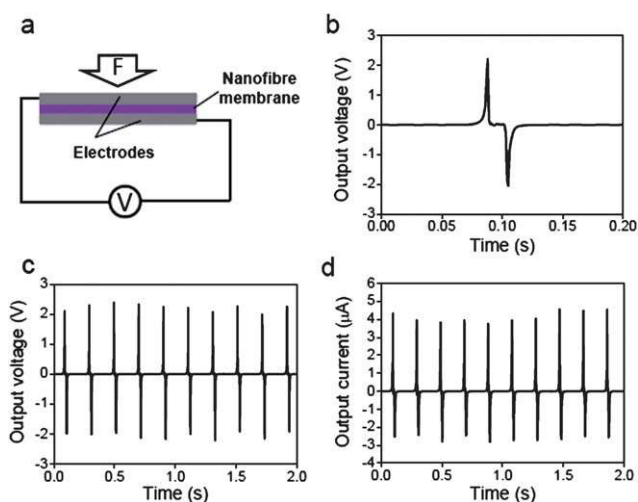 a
F
Nanofibre
membrane
Electrodes
V
b
Output voltage (V)
3
2
1
0
-1
-2
-3
0.00 0.05 0.10 0.15 0.20
Time (s)
c
Output voltage (V)
3
2
1
0
-1
-2
-3
0.0 0.5 1.0 1.5 2.0
Time (s)
d
Output current (μA)
6
5
4
3
2
1
0
-1
-2
-3
-4
0.0 0.5 1.0 1.5 2.0
Time (s)